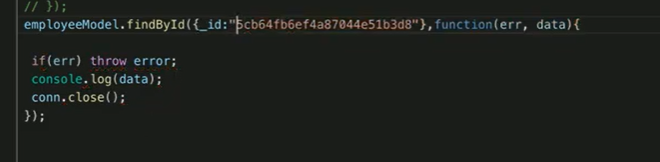 // });
employeeModel.findById({_id:"5cb64fb6ef4a87044e51b3d8"},function(err, data){
if(err) throw error;
console.log(data);
conn.close();
});